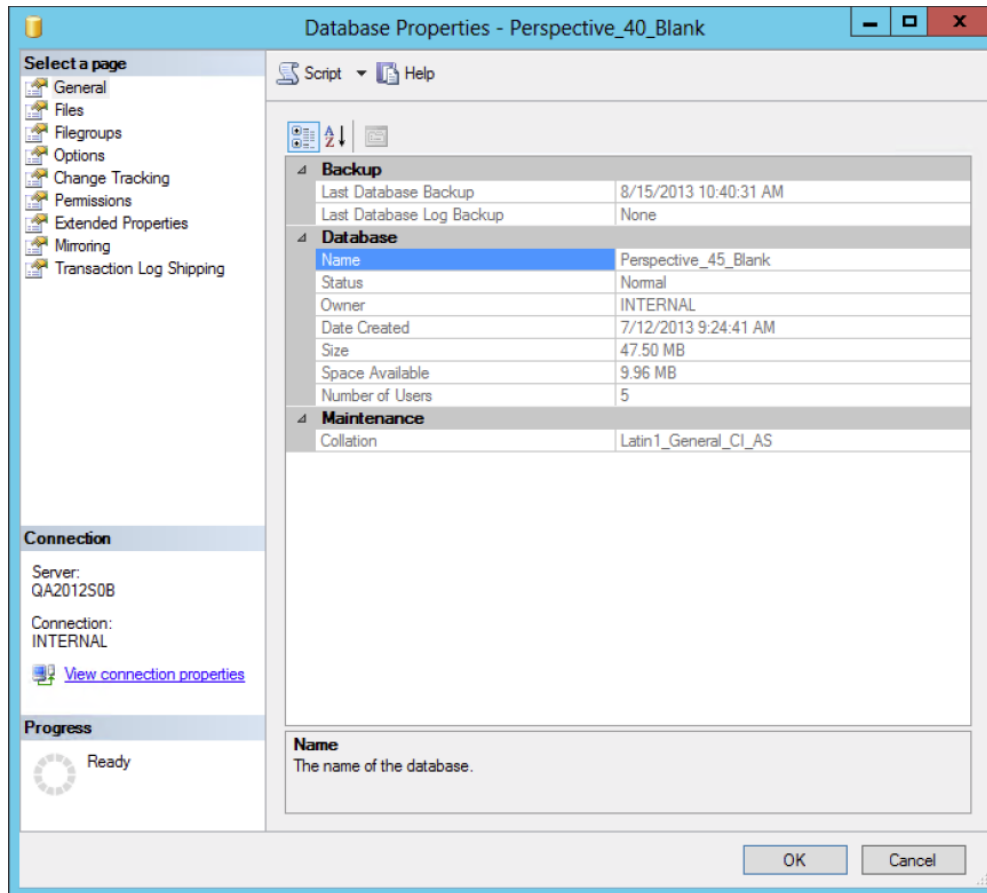 Database Properties - Perspective_40_Blank
Select a page
General
Files
Filegroups
Options
Change Tracking
Permissions
Extended Properties
Mirroring
Transaction Log Shipping
Connection
Server:
QA2012S0B
Connection:
INTERNAL
View connection properties
Progress
Ready
Script Help
Backup
Last Database Backup 8/15/2013 10:40:31 AM
Last Database Log Backup None
Database
Name Perspective_45_Blank
Status Normal
Owner INTERNAL
Date Created 7/12/2013 9:24:41 AM
Size 47.50 MB
Space Available 9.96 MB
Number of Users 5
Maintenance
Collation Latin1_General_CI_AS
Name
The name of the database.
OK Cancel